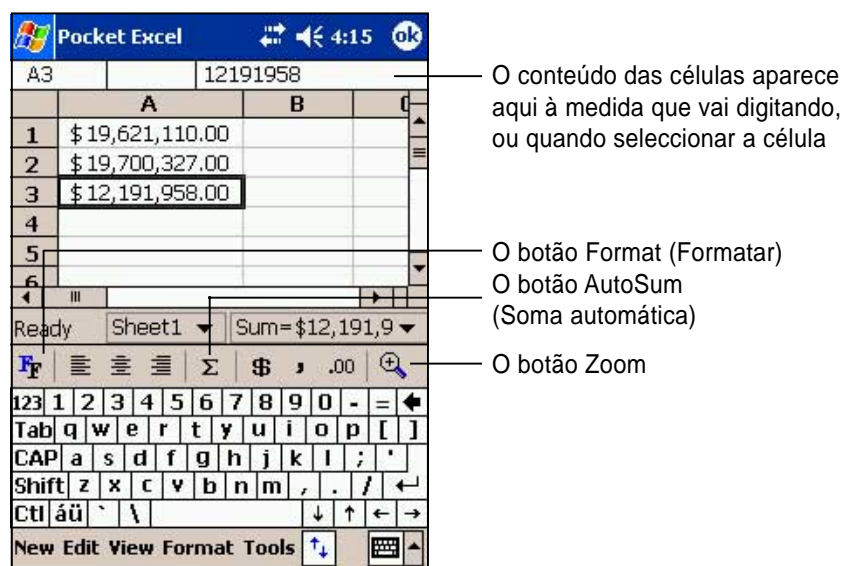 Pocket Excel 4:15 ok
A3 12191958
A B C
1 $19,621,110.00
2 $19,700,327.00
3 $12,191,958.00
4
5
6
Ready Sheet1 Sum=$12,191,9
FF Σ $ , .00
123 1 2 3 4 5 6 7 8 9 0 - =
Tab q w e r t y u i o p [ ]
CAP a s d f g h j k l ; '
Shift z x c v b n m , . / ↵
Ctl áü ` \ ↓ ↑ ← →
New Edit View Format Tools
O conteúdo das células aparece
aqui à medida que vai digitando,
ou quando seleccionar a célula
O botão Format (Formatar)
O botão AutoSum
(Soma automática)
O botão Zoom